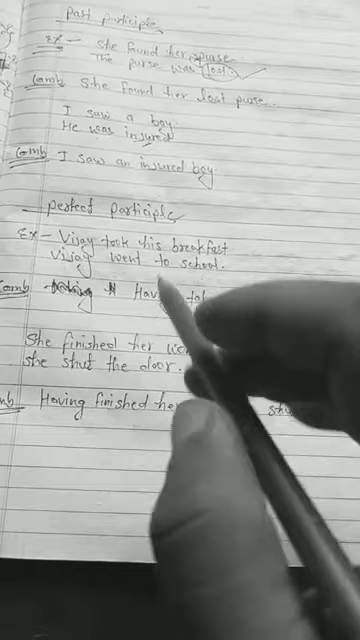 Past participle
Ex - She found her purse.
The purse was lost.
Comb She found her lost purse.
I saw a boy.
He was injured
Comb I saw an injured boy
perfect participle
Ex - Vijay took his breakfast
Vijay went to school.
Having
She finished her
she shut the door.
Having finished her